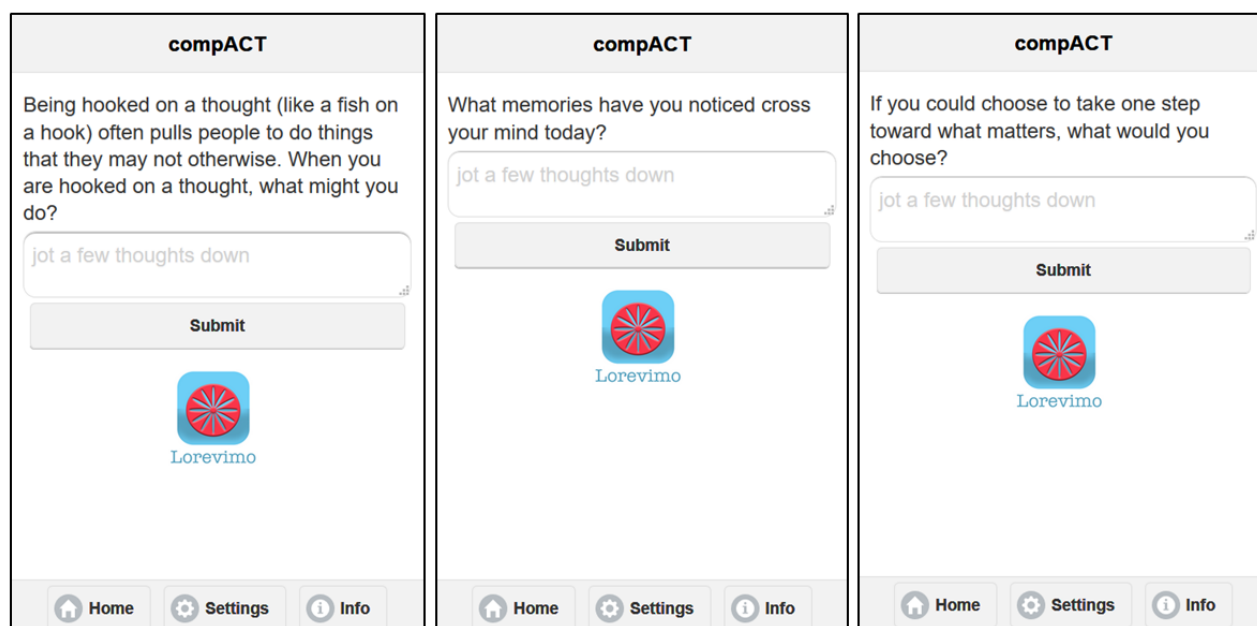 compACT
Being hooked on a thought (like a fish on
a hook) often pulls people to do things
that they may not otherwise. When you
are hooked on a thought, what might you
do?
jot a few thoughts down
Submit
Lorevimo
Home Settings Info
compACT
What memories have you noticed cross
your mind today?
jot a few thoughts down
Submit
Lorevimo
Home Settings Info
compACT
If you could choose to take one step
toward what matters, what would you
choose?
jot a few thoughts down
Submit
Lorevimo
Home Settings Info